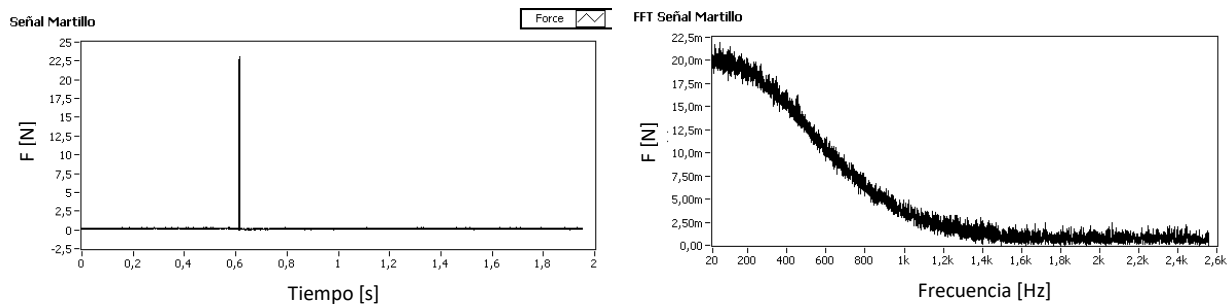 Señal Martillo
Force
F [N]
25
22,5
20
17,5
15
12,5
10
7,5
5
2,5
0
-2,5
0 0,2 0,4 0,6 0,8 1 1,2 1,4 1,6 1,8 2
Tiempo [s]
FFT Señal Martillo
F [N]
22,5m
20,0m
17,5m
15,0m
12,5m
10,0m
7,5m
5,00m
2,50m
0,00
20 200 400 600 800 1k 1,2k 1,4k 1,6k 1,8k 2k 2,2k 2,4k 2,6k
Frecuencia [Hz]